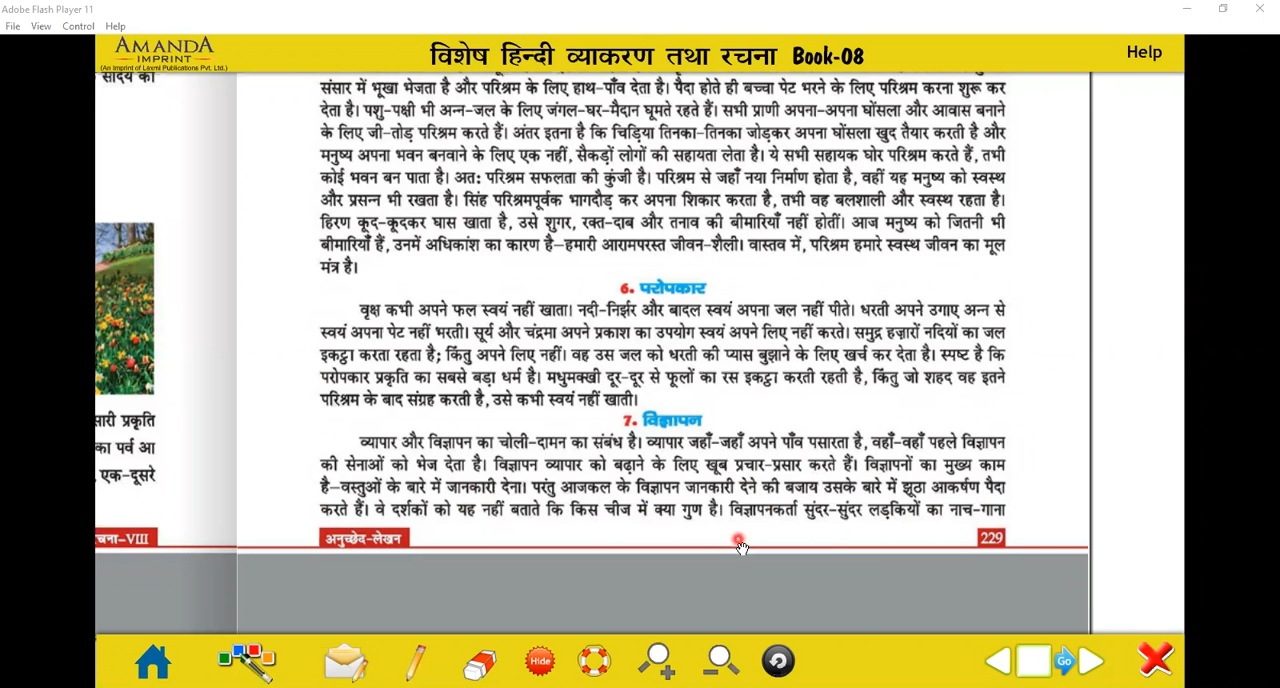 Adobe Flash Player 11
File View Control Help
AMANDA
IMPRINT
(An Imprint of Laxmi Publications Pvt. Ltd.)
विशेष हिन्दी व्याकरण तथा रचना Book-08
Help
संसार में भूखा भेजता है और परिश्रम के लिए हाथ-पाँव देता है। पैदा होते ही बच्चा पेट भरने के लिए परिश्रम करना शुरू कर
देता है। पशु-पक्षी भी अन्न-जल के लिए जंगल-घर-मैदान घूमते रहते हैं। सभी प्राणी अपना-अपना घोंसला और आवास बनाने
के लिए जी-तोड़ परिश्रम करते हैं। अंतर इतना है कि चिड़िया तिनका-तिनका जोड़कर अपना घोंसला खुद तैयार करती है और
मनुष्य अपना भवन बनवाने के लिए एक नहीं, सैकड़ों लोगों की सहायता लेता है। ये सभी सहायक घोर परिश्रम करते हैं, तभी
कोई भवन बन पाता है। अतः परिश्रम सफलता की कुंजी है। परिश्रम से जहाँ नया निर्माण होता है, वहीं यह मनुष्य को स्वस्थ
और प्रसन्न भी रखता है। सिंह परिश्रमपूर्वक भागदौड़ कर अपना शिकार करता है, तभी वह बलशाली और स्वस्थ रहता है।
हिरण कूद-कूदकर घास खाता है, उसे शुगर, रक्त-दाब और तनाव की बीमारियाँ नहीं होतीं। आज मनुष्य को जितनी भी
बीमारियाँ हैं, उनमें अधिकांश का कारण है—हमारी आरामपरस्त जीवन-शैली। वास्तव में, परिश्रम हमारे स्वस्थ जीवन का मूल
मंत्र है।
6. परोपकार
वृक्ष कभी अपने फल स्वयं नहीं खाता। नदी-निर्झर और बादल स्वयं अपना जल नहीं पीते। धरती अपने उगाए अन्न से
स्वयं अपना पेट नहीं भरती। सूर्य और चंद्रमा अपने प्रकाश का उपयोग स्वयं अपने लिए नहीं करते। समुद्र हज़ारों नदियों का जल
इकट्ठा करता रहता है; किंतु अपने लिए नहीं। वह उस जल को धरती की प्यास बुझाने के लिए खर्च कर देता है। स्पष्ट है कि
परोपकार प्रकृति का सबसे बड़ा धर्म है। मधुमक्खी दूर-दूर से फूलों का रस इकट्ठा करती रहती है, किंतु जो शहद वह इतने
परिश्रम के बाद संग्रह करती है, उसे कभी स्वयं नहीं खाती।
7. विज्ञापन
व्यापार और विज्ञापन का चोली-दामन का संबंध है। व्यापार जहाँ-जहाँ अपने पाँव पसारता है, वहाँ-वहाँ पहले विज्ञापन
की सेनाओं को भेज देता है। विज्ञापन व्यापार को बढ़ाने के लिए खूब प्रचार-प्रसार करते हैं। विज्ञापनों का मुख्य काम
है—वस्तुओं के बारे में जानकारी देना। परंतु आजकल के विज्ञापन जानकारी देने की बजाय उसके बारे में झूठा आकर्षण पैदा
करते हैं। वे दर्शकों को यह नहीं बताते कि किस चीज में क्या गुण है। विज्ञापनकर्ता सुंदर-सुंदर लड़कियों का नाच-गाना
अनुच्छेद-लेखन
229
सारी प्रकृति
का पर्व आ
एक-दूसरे
चना-VIII
Hide
Go